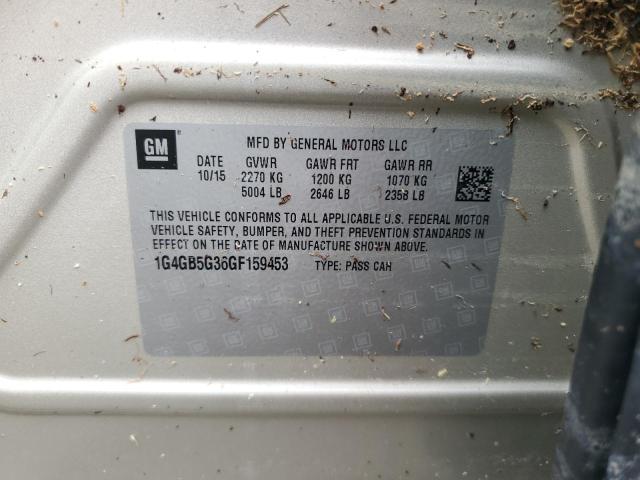 GM
MFD BY GENERAL MOTORS LLC
DATE GVWR GAWR FRT GAWR RR
10/15 2270 KG 1200 KG 1070 KG
5004 LB 2646 LB 2358 LB
THIS VEHICLE CONFORMS TO ALL APPLICABLE U.S. FEDERAL MOTOR
VEHICLE SAFETY, BUMPER, AND THEFT PREVENTION STANDARDS IN
EFFECT ON THE DATE OF MANUFACTURE SHOWN ABOVE.
1G4GB5G36GF159453 TYPE: PASS CAH